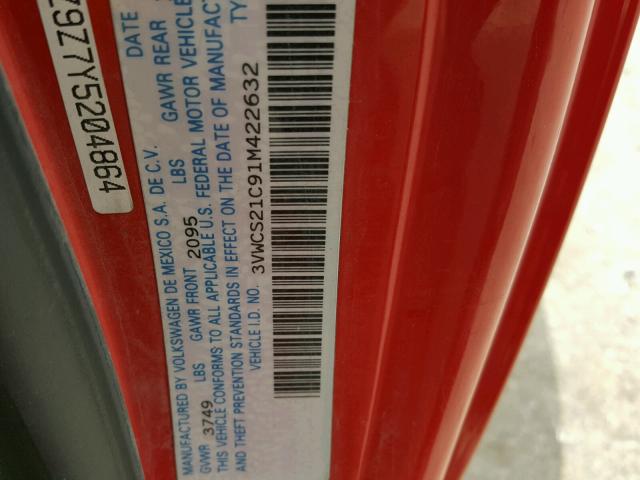 Z9Z7Y5204864
DATE
MANUFACTURED BY VOLKSWAGEN DE MEXICO S.A. DE C.V.
GVWR 3749 LBS GAWR FRONT 2095 LBS GAWR REAR
THIS VEHICLE CONFORMS TO ALL APPLICABLE U.S. FEDERAL MOTOR VEHICLE
AND THEFT PREVENTION STANDARDS IN EFFECT ON THE DATE OF MANUFACTUR
VEHICLE I.D. NO. 3VWCS21C91M422632 TY